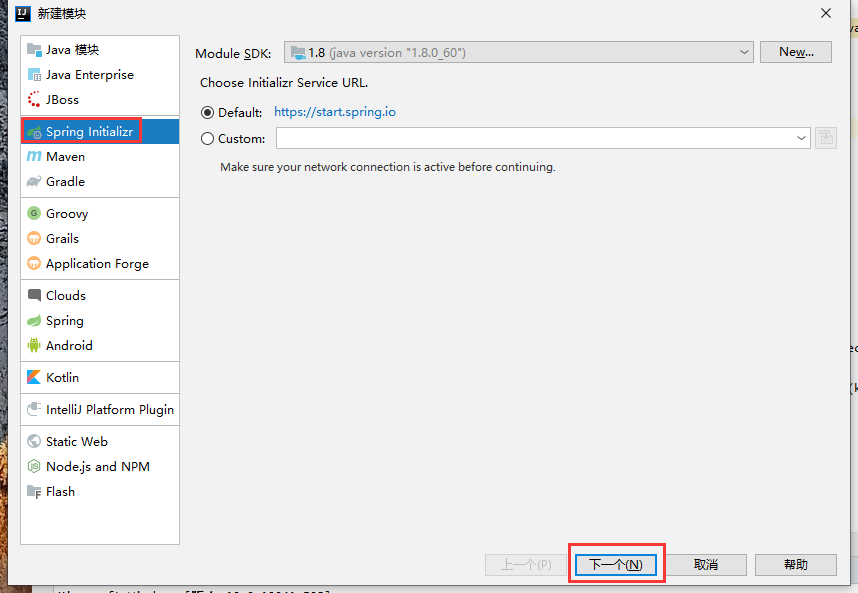 新建模块
Java 模块
Java Enterprise
JBoss
Spring Initializr
Maven
Gradle
Groovy
Grails
Application Forge
Clouds
Spring
Android
Kotlin
IntelliJ Platform Plugin
Static Web
Node.js and NPM
Flash
Module SDK: 1.8 (java version "1.8.0_60") New...
Choose Initializr Service URL.
Default: https://start.spring.io
Custom:
Make sure your network connection is active before continuing.
上一个(P) 下一个(N) 取消 帮助